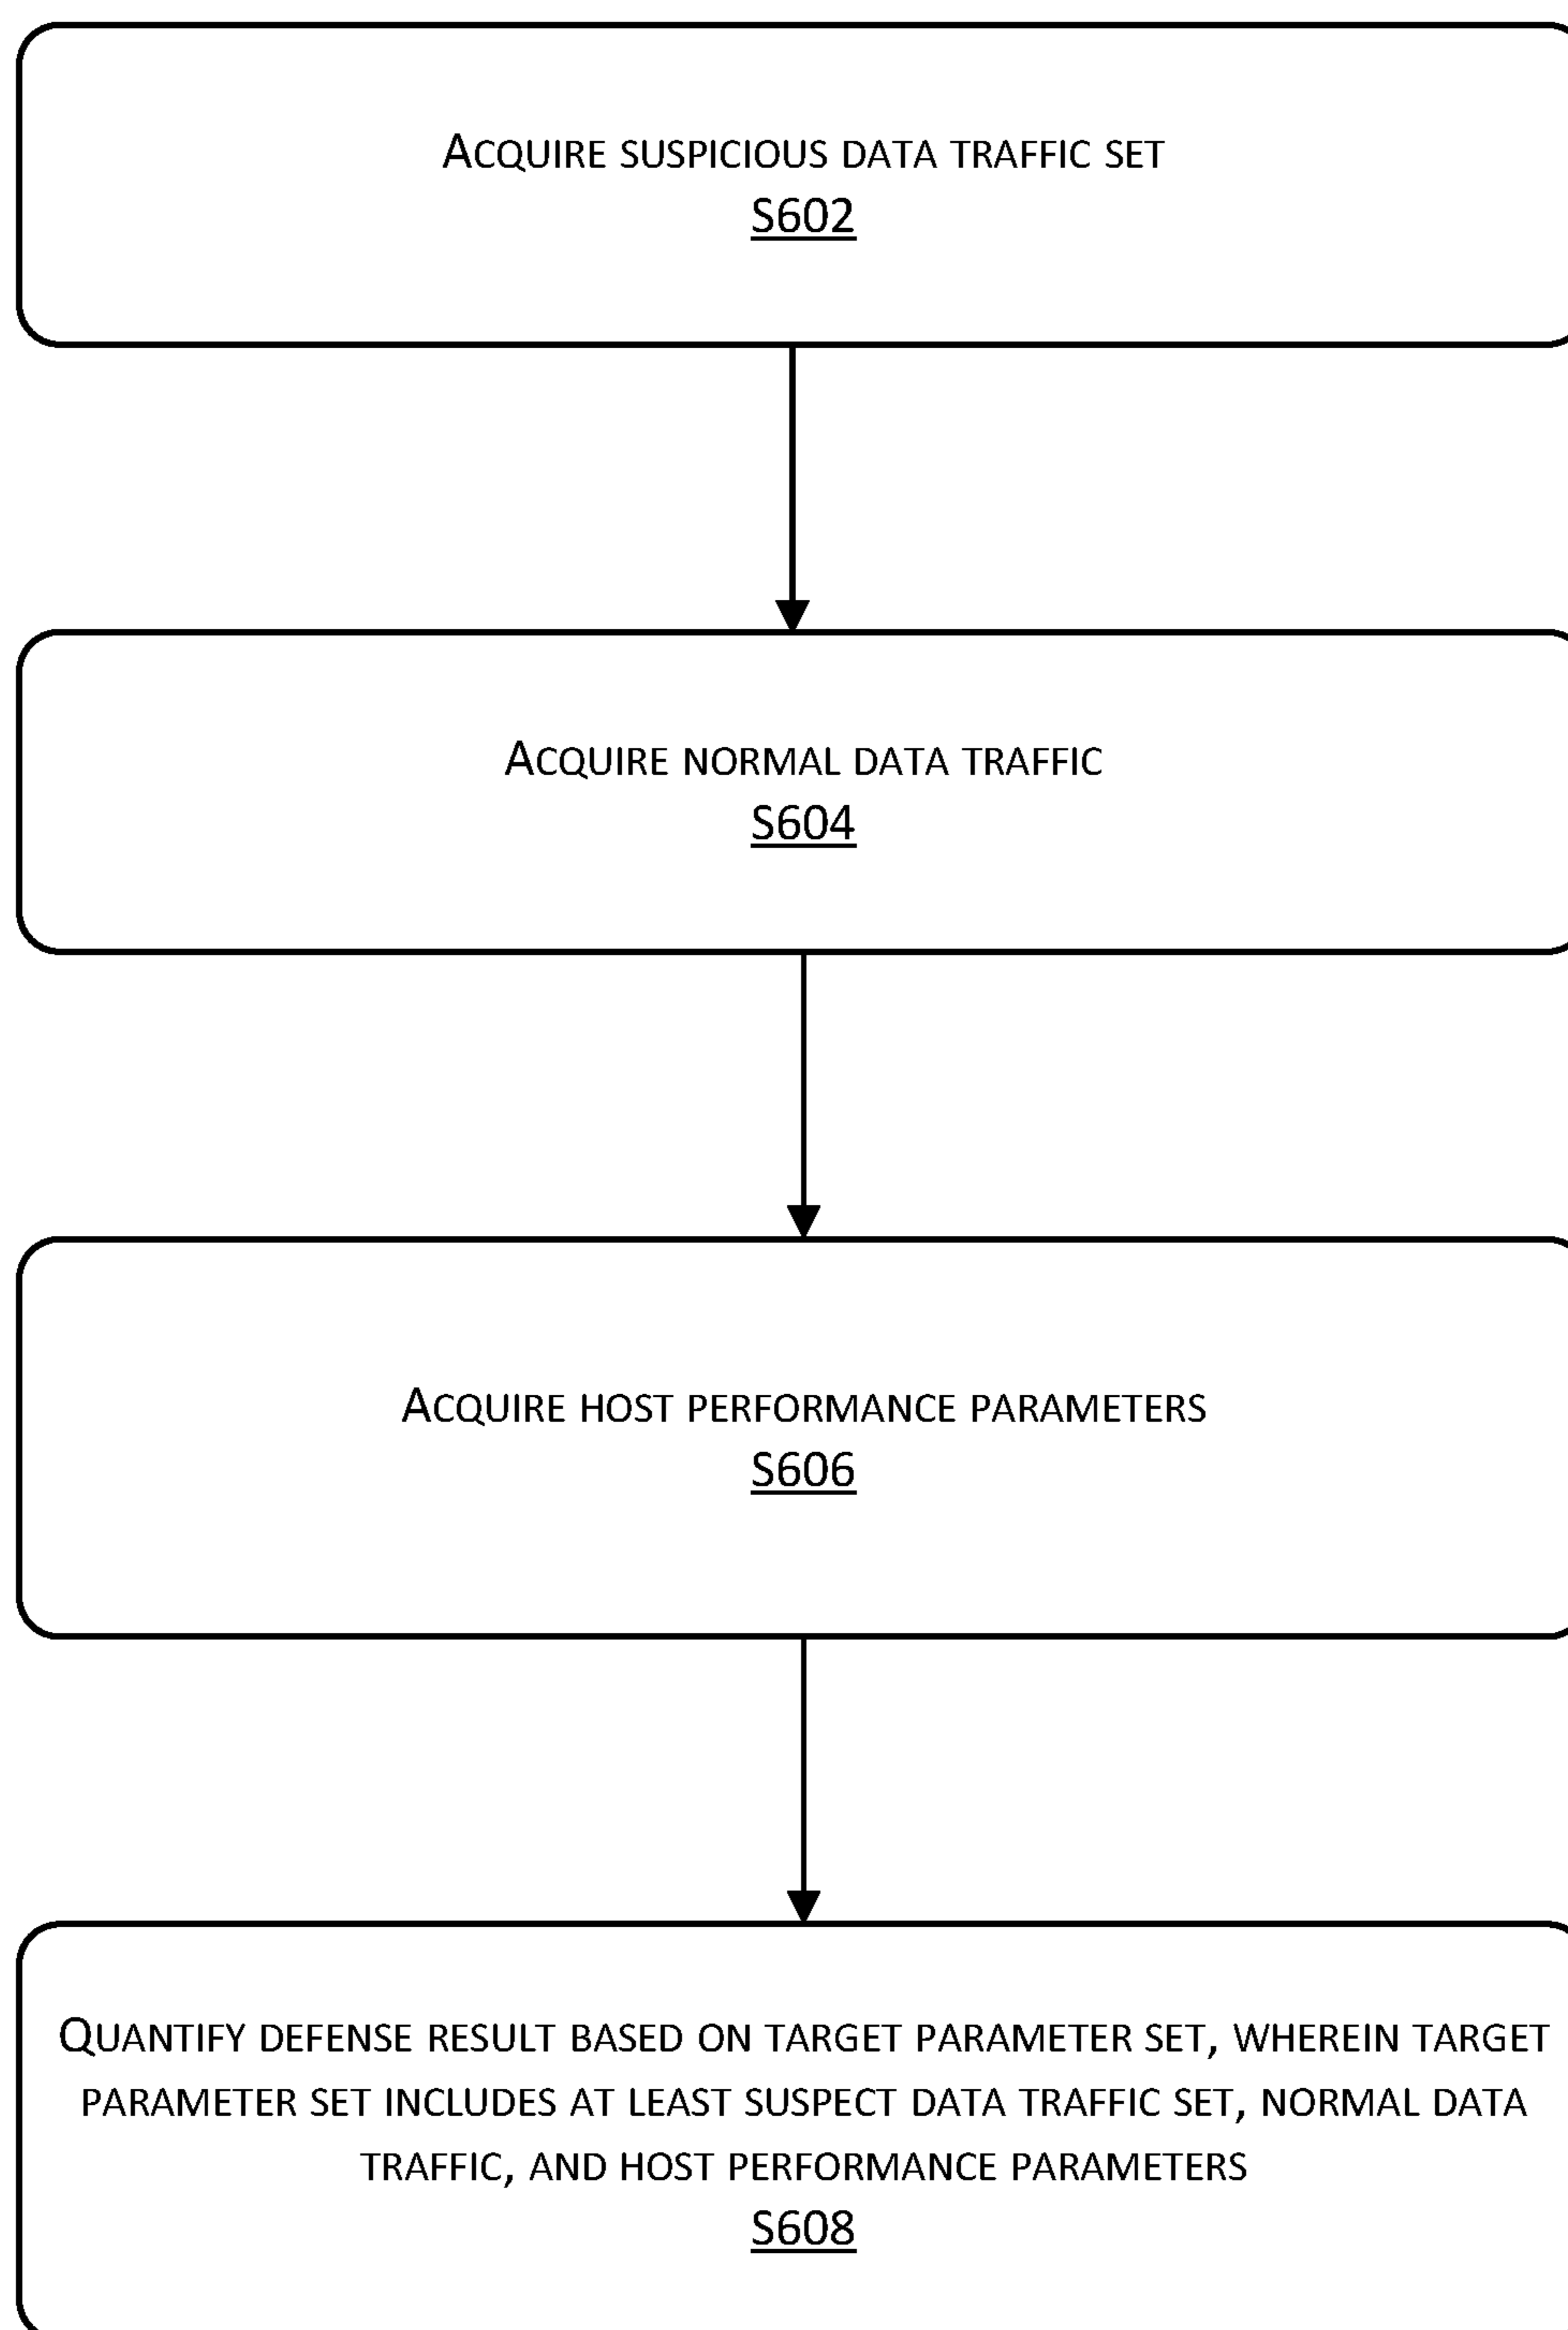 ACQUIRE SUSPICIOUS DATA TRAFFIC SET
S602
ACQUIRE NORMAL DATA TRAFFIC
S604
ACQUIRE HOST PERFORMANCE PARAMETERS
S606
QUANTIFY DEFENSE RESULT BASED ON TARGET PARAMETER SET, WHEREIN TARGET
PARAMETER SET INCLUDES AT LEAST SUSPECT DATA TRAFFIC SET, NORMAL DATA
TRAFFIC, AND HOST PERFORMANCE PARAMETERS
S608